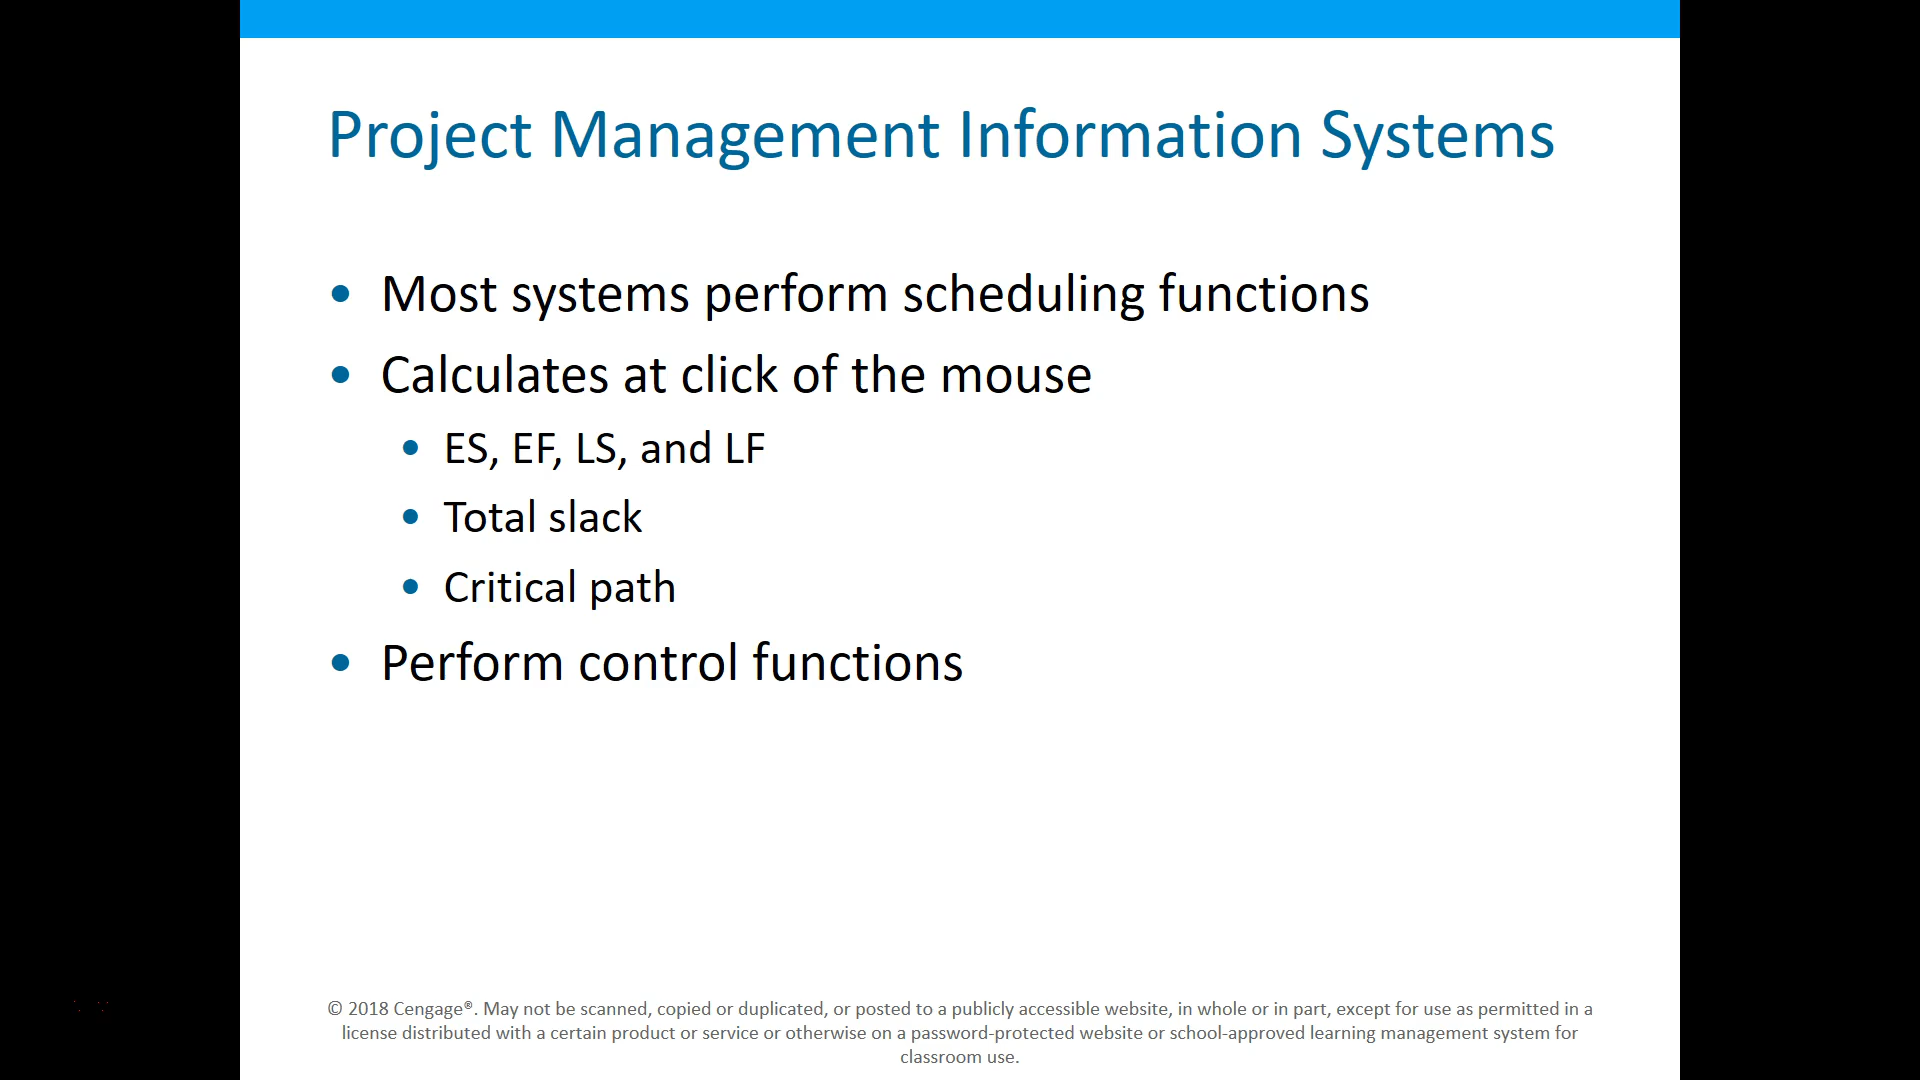 Project Management Information Systems
• Most systems perform scheduling functions
• Calculates at click of the mouse
• ES, EF, LS, and LF
• Total slack
• Critical path
• Perform control functions
© 2018 Cengage®. May not be scanned, copied or duplicated, or posted to a publicly accessible website, in whole or in part, except for use as permitted in a
license distributed with a certain product or service or otherwise on a password-protected website or school-approved learning management system for
classroom use.